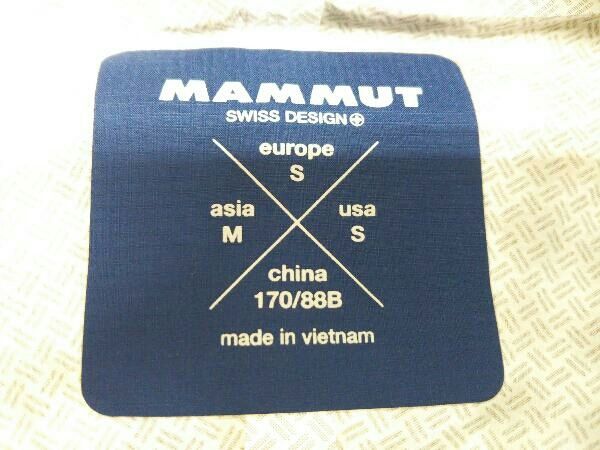 MAMMUT
SWISS DESIGN
europe
S
asia
M
usa
S
china
170/88B
made in vietnam